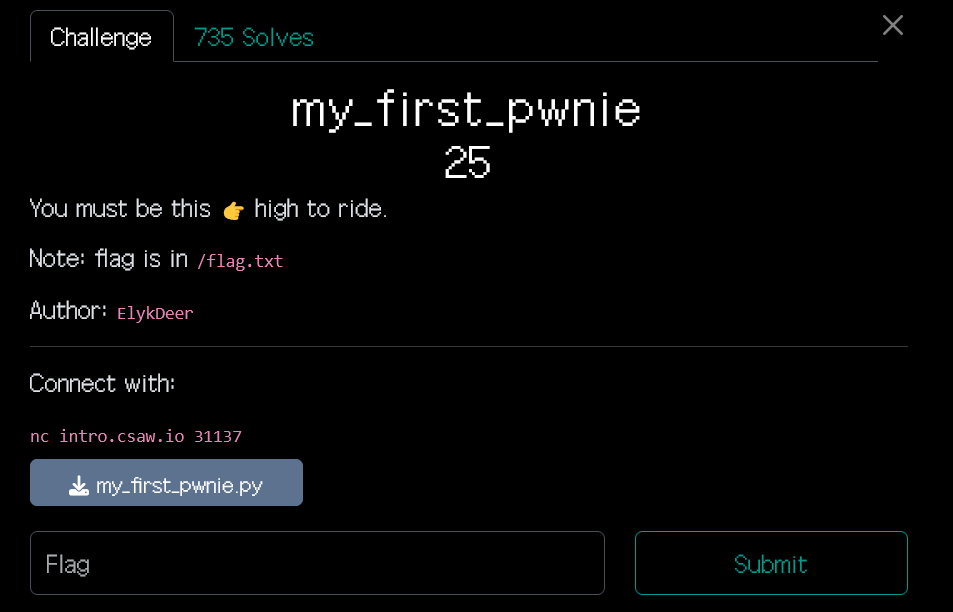 Challenge
735 Solves
my_first_pwnie
25
You must be this 👉 high to ride.
Note: flag is in /flag.txt
Author: ElykDeer
Connect with:
nc intro.csaw.io 31137
my_first_pwnie.py
Flag
Submit